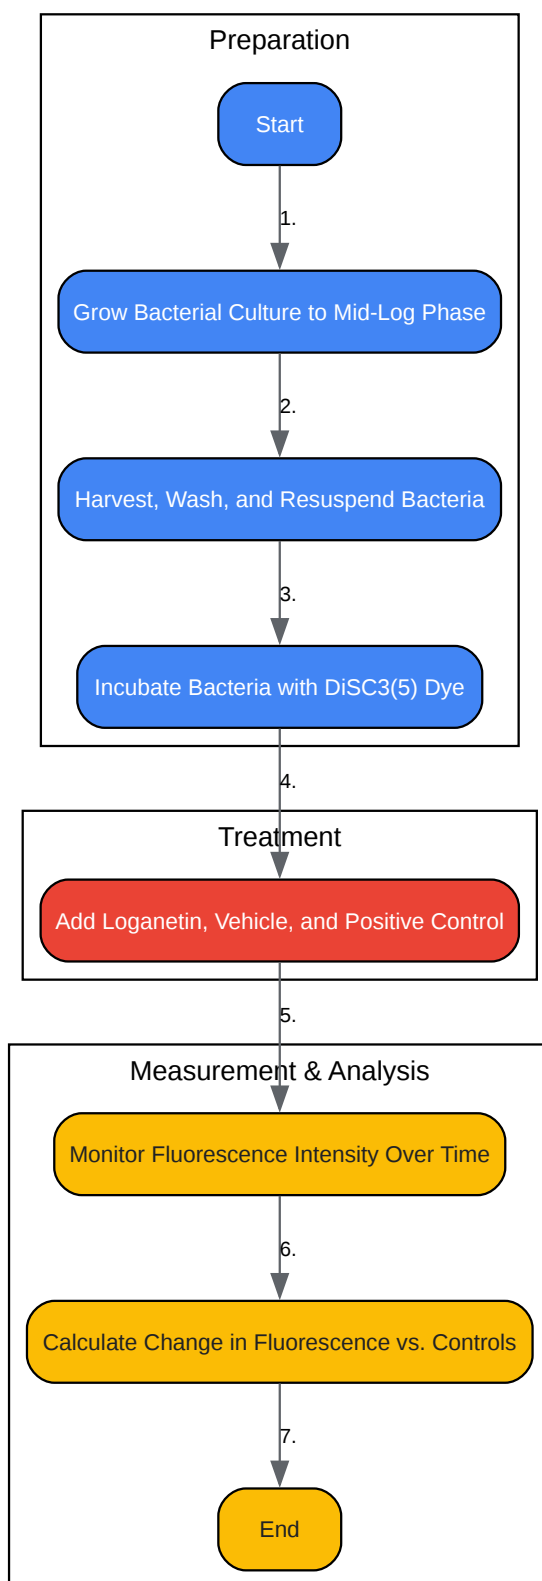 Preparation
Start
1.
Grow Bacterial Culture to Mid-Log Phase
2.
Harvest, Wash, and Resuspend Bacteria
3.
Incubate Bacteria with DiSC3(5) Dye
4.
Treatment
Add Loganetin, Vehicle, and Positive Control
5.
Measurement & Analysis
Monitor Fluorescence Intensity Over Time
6.
Calculate Change in Fluorescence vs. Controls
7.
End